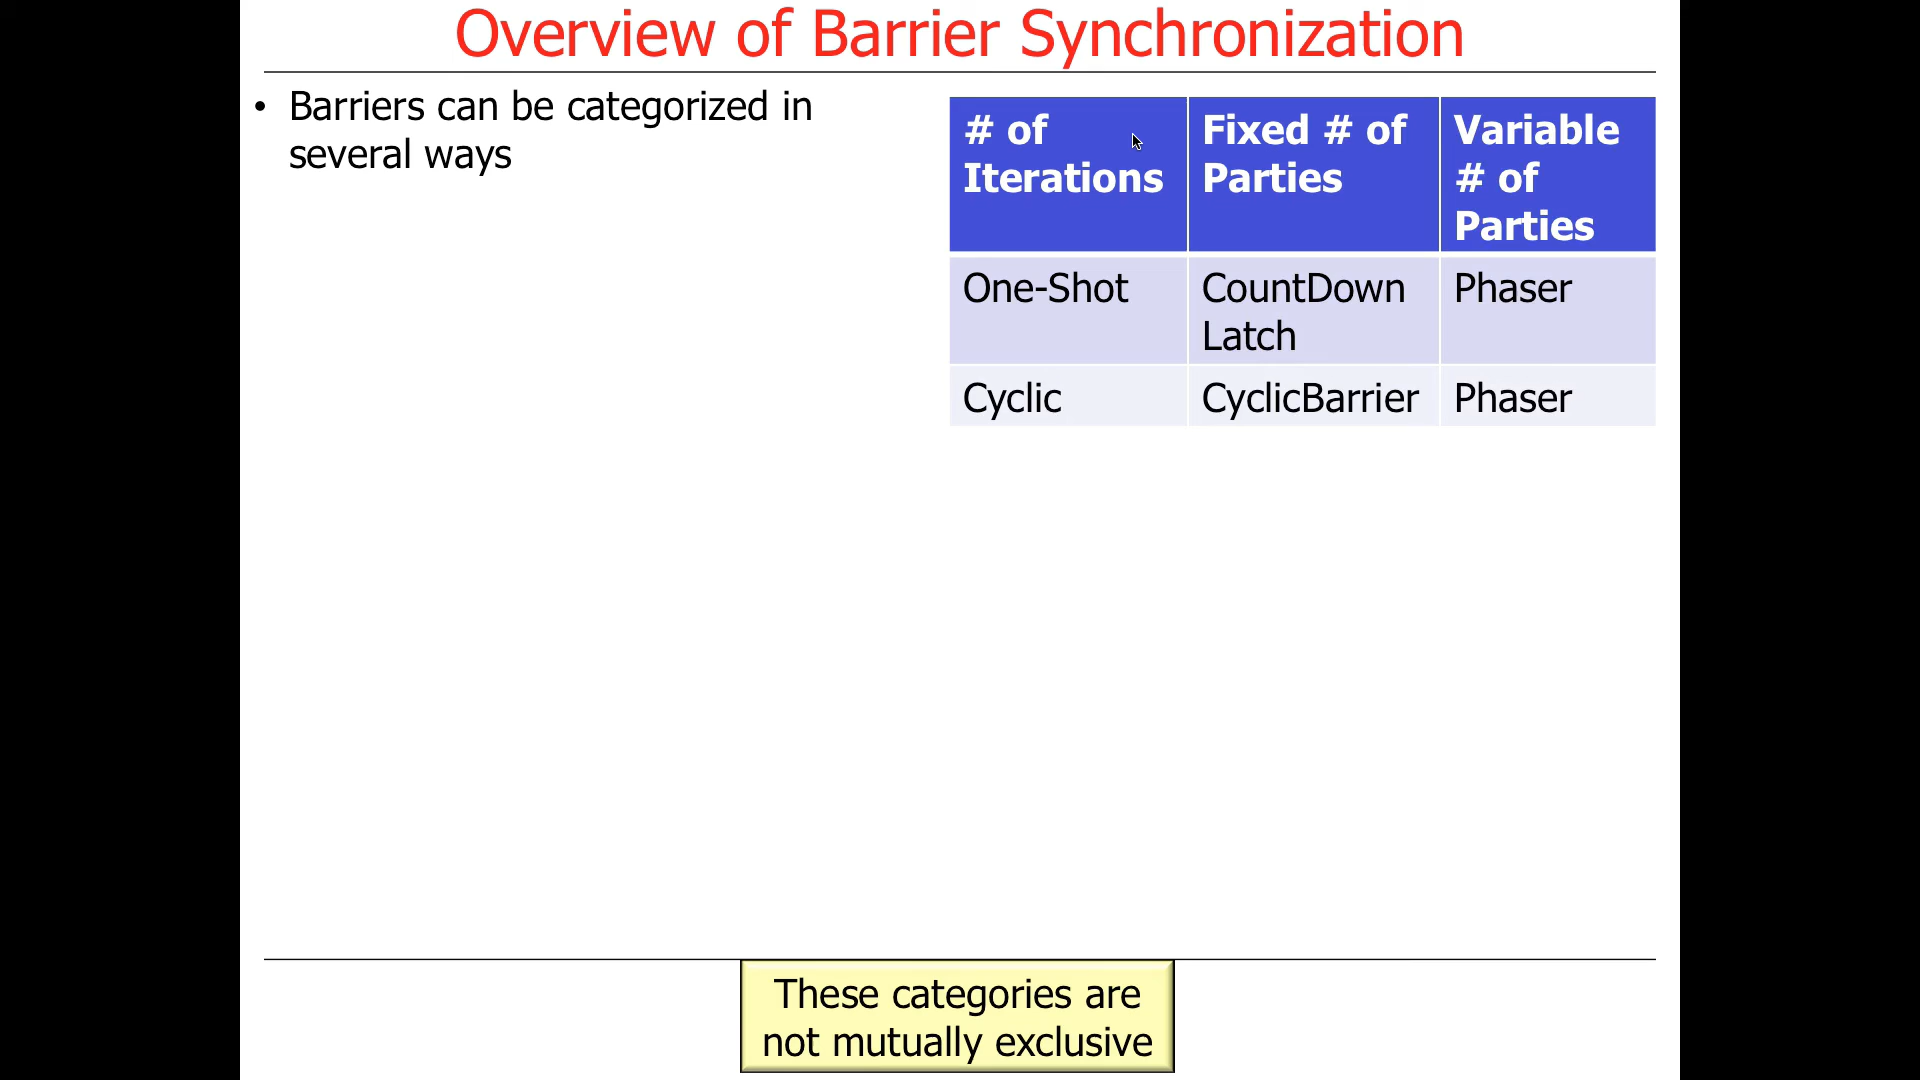 Overview of Barrier Synchronization
• Barriers can be categorized in
several ways
# of
Iterations
Fixed # of
Parties
Variable
# of
Parties
One-Shot
CountDown
Latch
Phaser
Cyclic
CyclicBarrier
Phaser
These categories are
not mutually exclusive